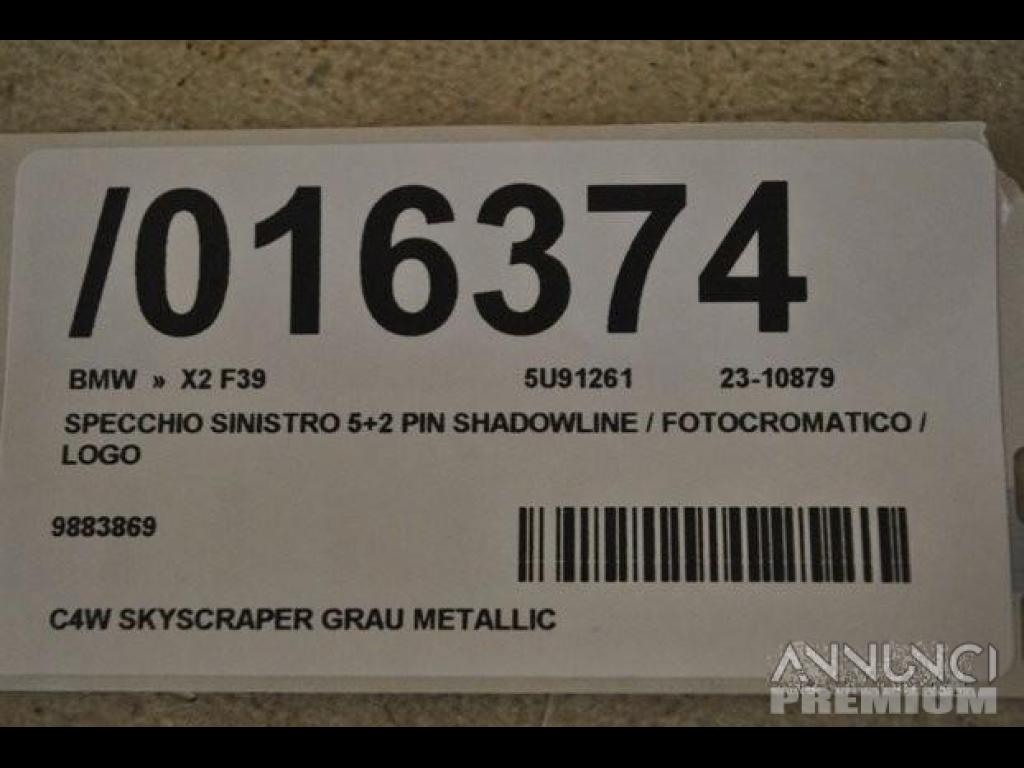 /016374
BMW » X2 F39 5U91261 23-10879
SPECCHIO SINISTRO 5+2 PIN SHADOWLINE / FOTOCROMATICO /
LOGO
9883869
C4W SKYSCRAPER GRAU METALLIC
ANNUNCI
PREMIUM